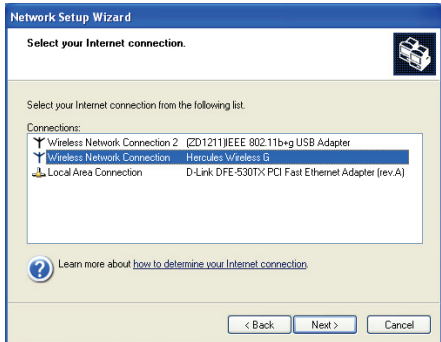 Network Setup Wizard
Select your Internet connection.
Select your Internet connection from the following list.
Connections:
Wireless Network Connection 2 (ZD1211)IEEE 802.11b+g USB Adapter
Wireless Network Connection Hercules Wireless G
Local Area Connection D-Link DFE-530TX PCI Fast Ethernet Adapter (rev.A)
Learn more about how to determine your Internet connection.
< Back Next > Cancel